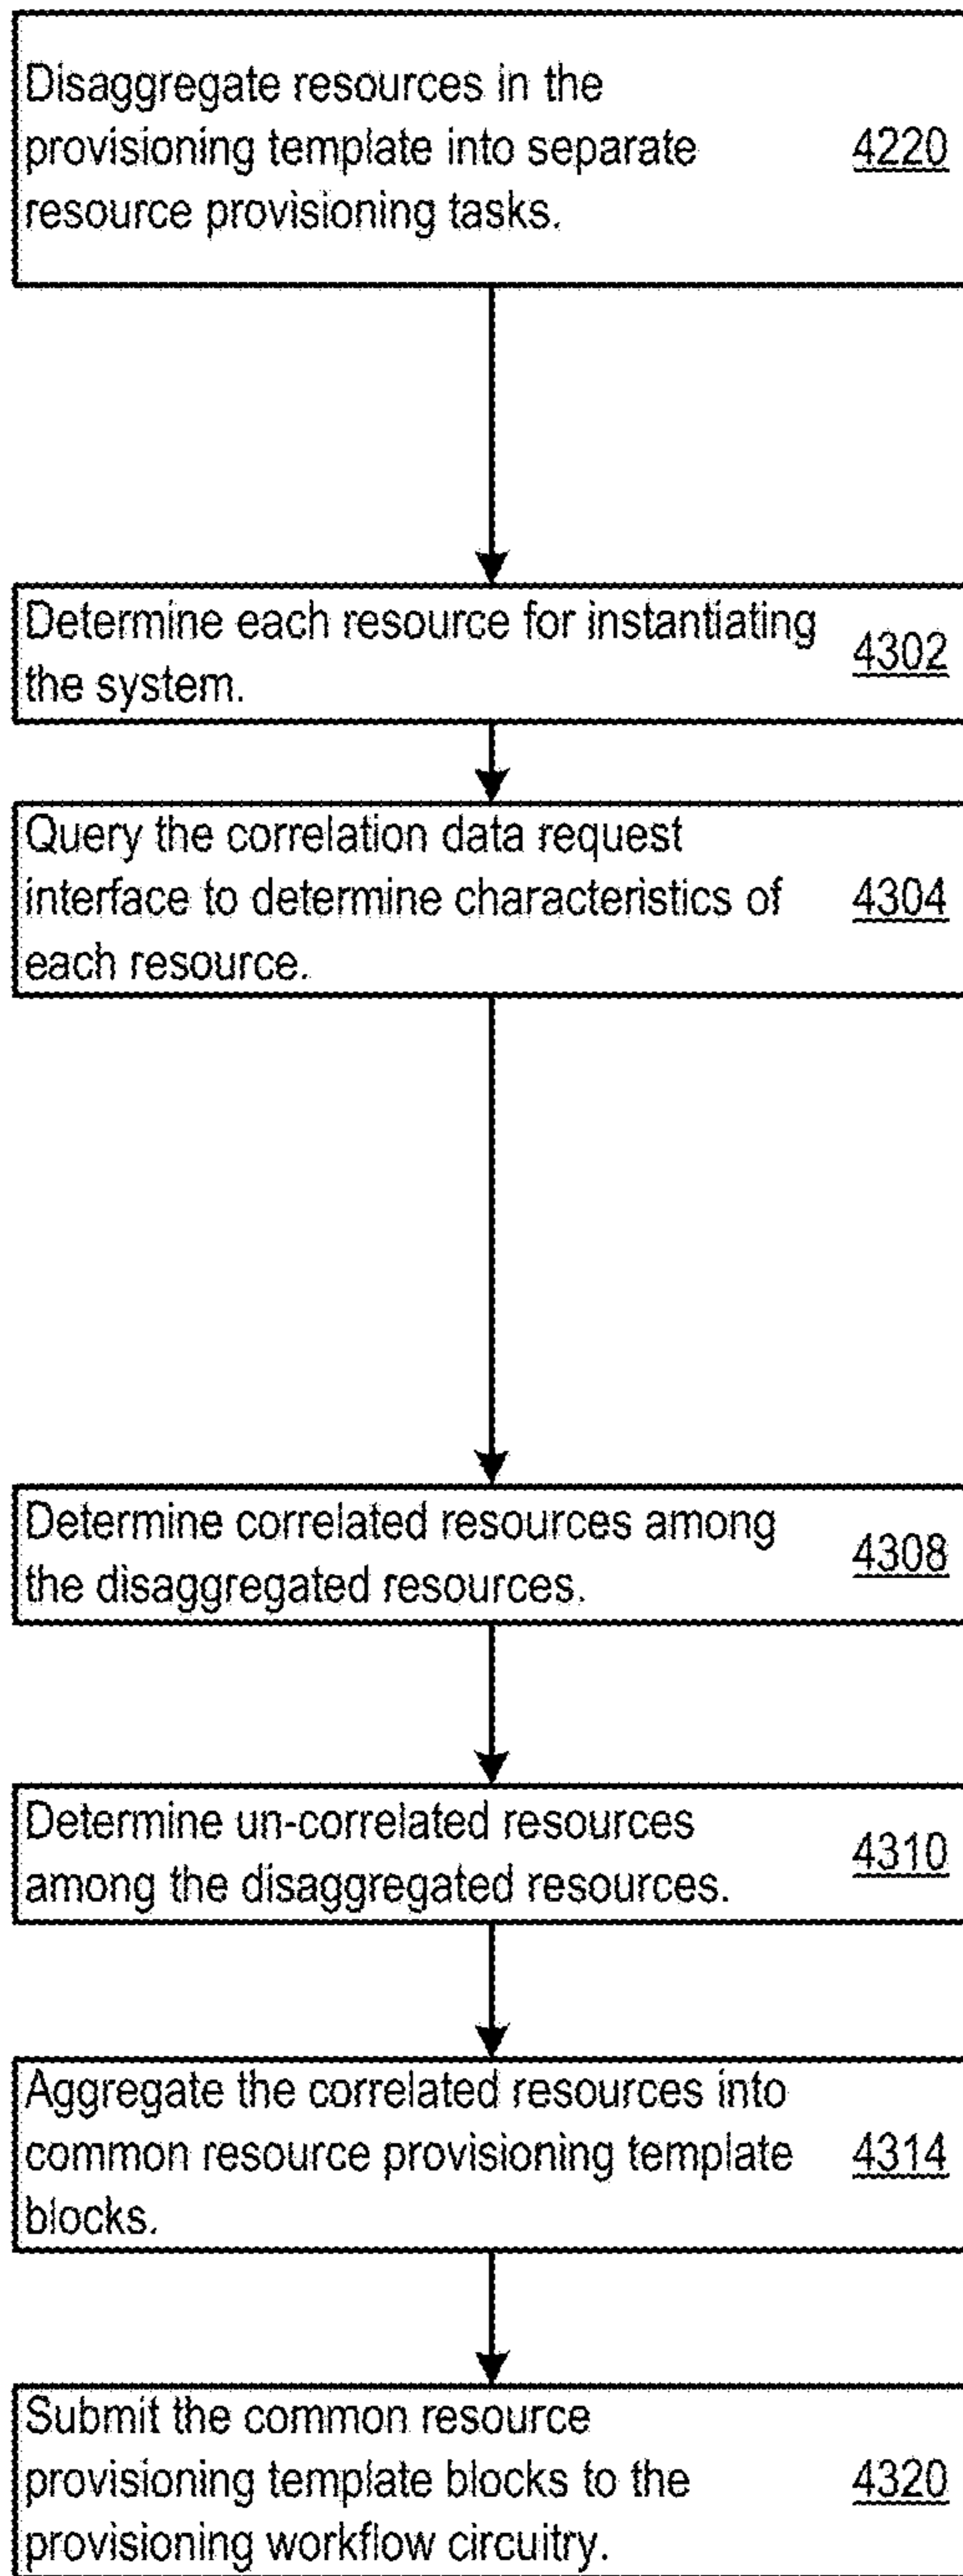 Disaggregate resources in the
provisioning template into separate 4220
resource provisioning tasks.
Determine each resource for instantiating
the system. 4302
Query the correlation data request
interface to determine characteristics of 4304
each resource.
Determine correlated resources among
the disaggregated resources. 4308
Determine un-correlated resources
among the disaggregated resources. 4310
Aggregate the correlated resources into
common resource provisioning template 4314
blocks.
Submit the common resource
provisioning template blocks to the 4320
provisioning workflow circuitry.